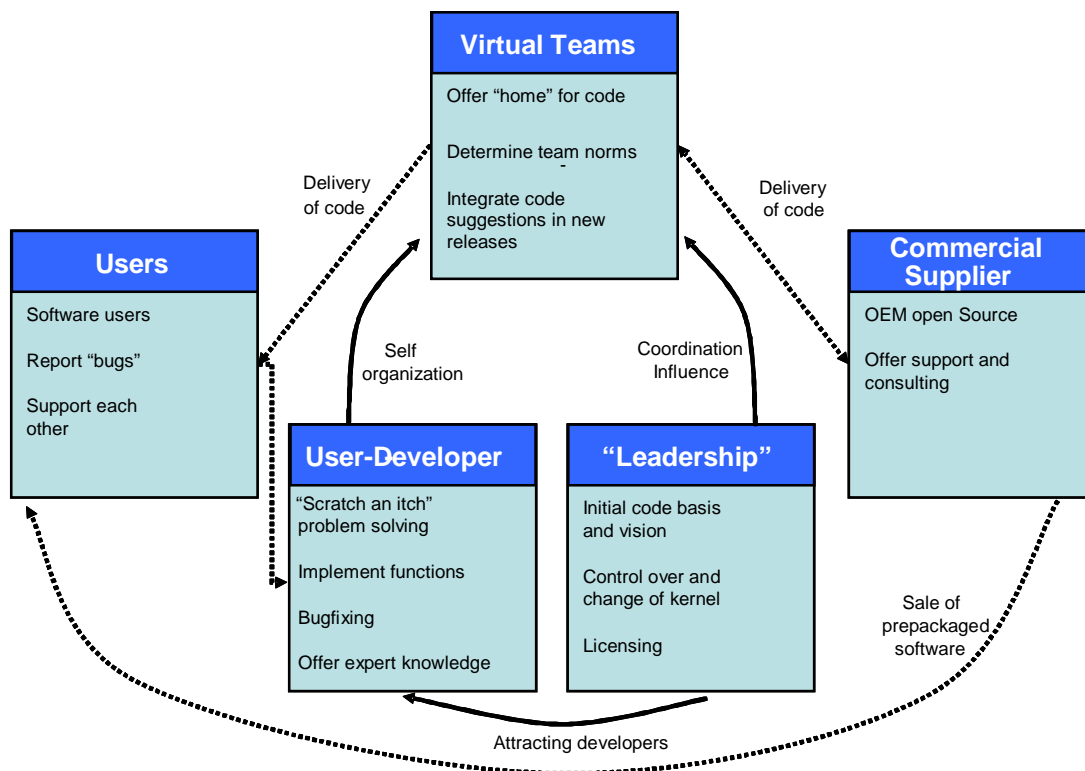 Virtual Teams
Offer “home” for code
Determine team norms
-
Integrate code
suggestions in new
releases
Delivery
of code
Delivery
of code
Users
Software users
Report “bugs”
Support each
other
Commercial
Supplier
OEM open Source
Offer support and
consulting
Self
organization
Coordination
Influence
User-Developer
“Scratch an itch”
problem solving
Implement functions
Bugfixing
Offer expert knowledge
“Leadership”
Initial code basis
and vision
Control over and
change of kernel
Licensing
Sale of
prepackaged
software
Attracting developers